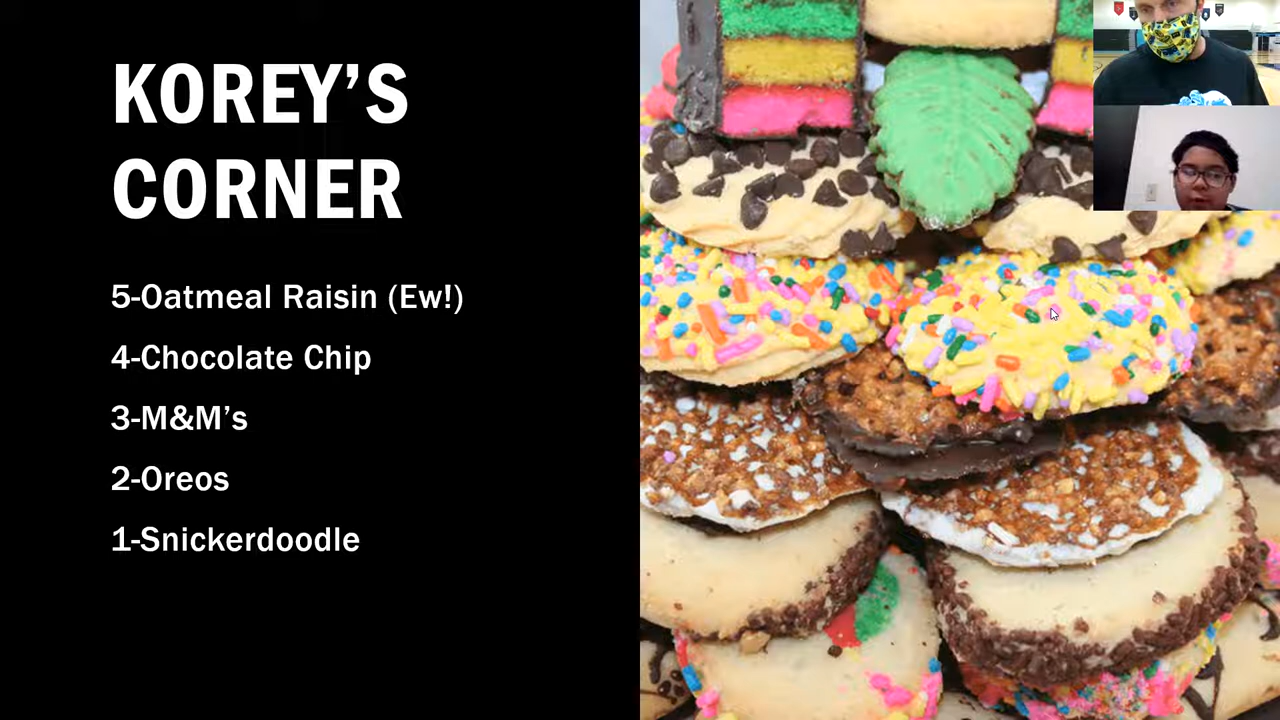 KOREY’S
CORNER
5-Oatmeal Raisin (Ew!)
4-Chocolate Chip
3-M&M’s
2-Oreos
1-Snickerdoodle